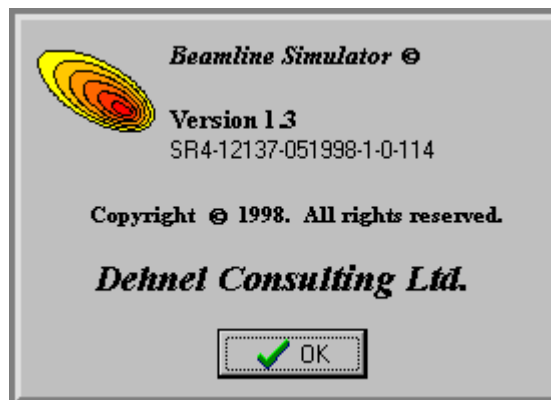 Beamline Simulator ©
Version 1.3
SR4-12137-051998-1-0-114
Copyright © 1998. All rights reserved.
Dehnel Consulting Ltd.
OK